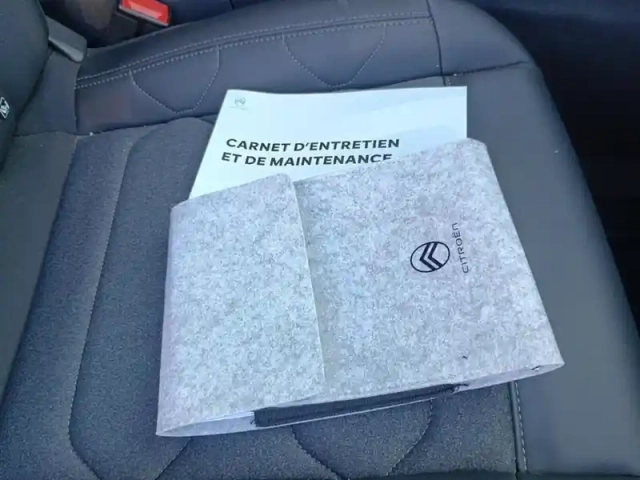 CARNET D'ENTRETIEN
ET DE MAINTENANCE
CITROËN